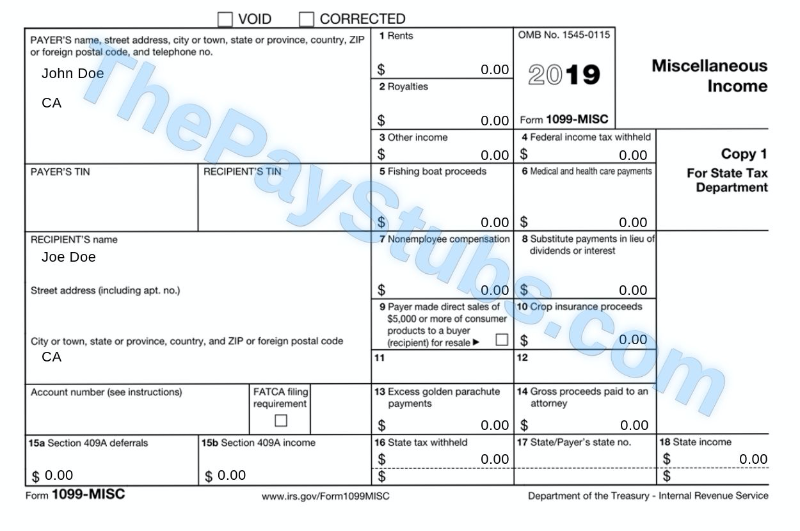 VOID CORRECTED
PAYER'S name, street address, city or town, state or province, country, ZIP
or foreign postal code, and telephone no.
John Doe
CA
1 Rents
$ 0.00
2 Royalties
$ 0.00
OMB No. 1545-0115
2019
Form 1099-MISC
Miscellaneous
Income
3 Other income
$ 0.00
4 Federal income tax withheld
$ 0.00
Copy 1
For State Tax
Department
PAYER'S TIN
RECIPIENT'S TIN
5 Fishing boat proceeds
$ 0.00
6 Medical and health care payments
$ 0.00
RECIPIENT'S name
Joe Doe
Street address (including apt. no.)
City or town, state or province, country, and ZIP or foreign postal code
CA
7 Nonemployee compensation
$ 0.00
8 Substitute payments in lieu of
dividends or interest
$ 0.00
9 Payer made direct sales of
$5,000 or more of consumer
products to a buyer
(recipient) for resale ▶
10 Crop insurance proceeds
$ 0.00
11
12
Account number (see instructions)
FATCA filing
requirement
13 Excess golden parachute
payments
$ 0.00
14 Gross proceeds paid to an
attorney
$ 0.00
15a Section 409A deferrals
$ 0.00
15b Section 409A income
$ 0.00
16 State tax withheld
$ 0.00
$
17 State/Payer's state no.
18 State income
$ 0.00
$
Form 1099-MISC
www.irs.gov/Form1099MISC
Department of the Treasury - Internal Revenue Service
ThePayStubs.com